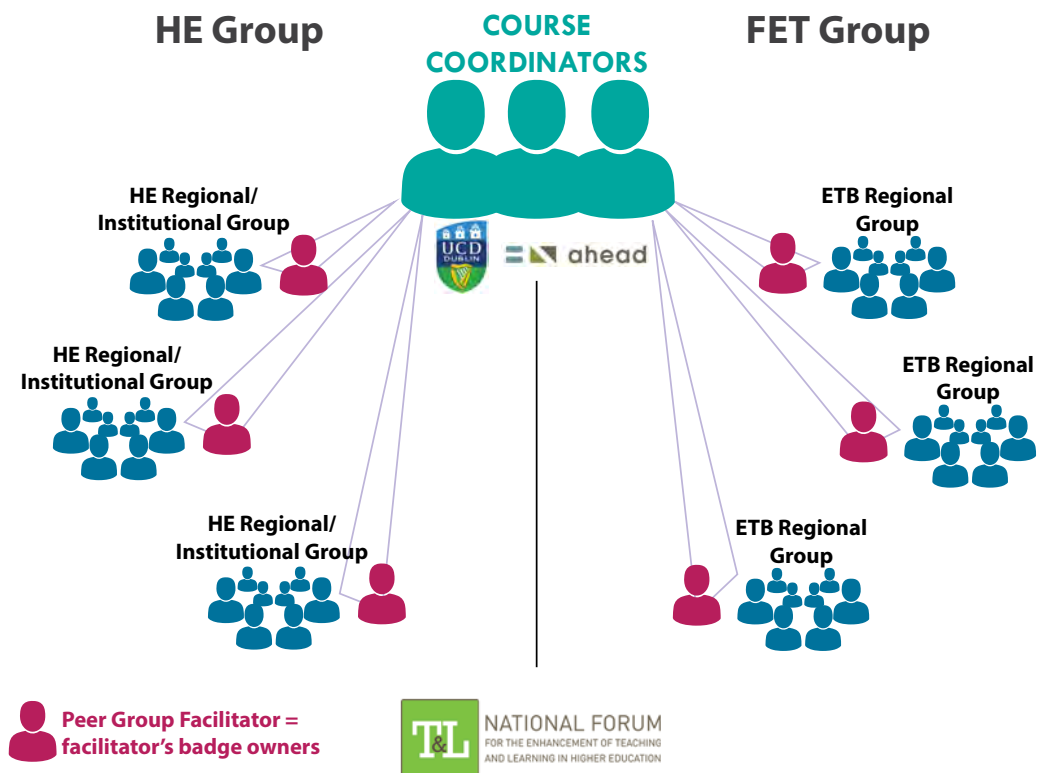 HE Group
COURSE
COORDINATORS
FET Group
HE Regional/
Institutional Group
ETB Regional
Group
UCD
DUBLIN
ahead
HE Regional/
Institutional Group
ETB Regional
Group
HE Regional/
Institutional Group
ETB Regional
Group
Peer Group Facilitator =
facilitator's badge owners
T&L
NATIONAL FORUM
FOR THE ENHANCEMENT OF TEACHING
AND LEARNING IN HIGHER EDUCATION